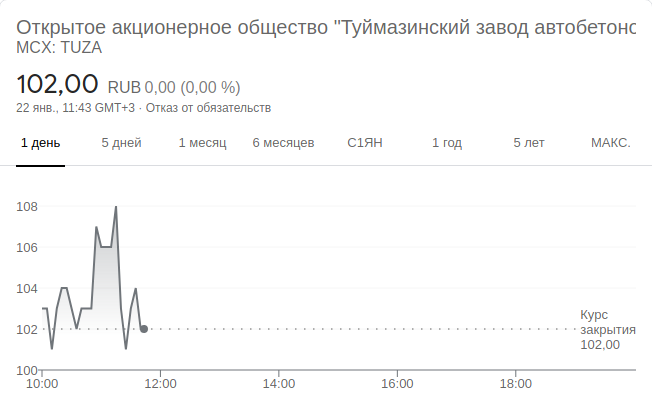 Открытое акционерное общество "Туймазинский завод автобетоно
MCX: TUZA
102,00 RUB 0,00 (0,00 %)
22 янв., 11:43 GMT+3 · Отказ от обязательств
1 день 5 дней 1 месяц 6 месяцев С1ЯН 1 год 5 лет МАКС.
108
106
104
Курс
102 закрытия
102,00
100
10:00 12:00 14:00 16:00 18:00